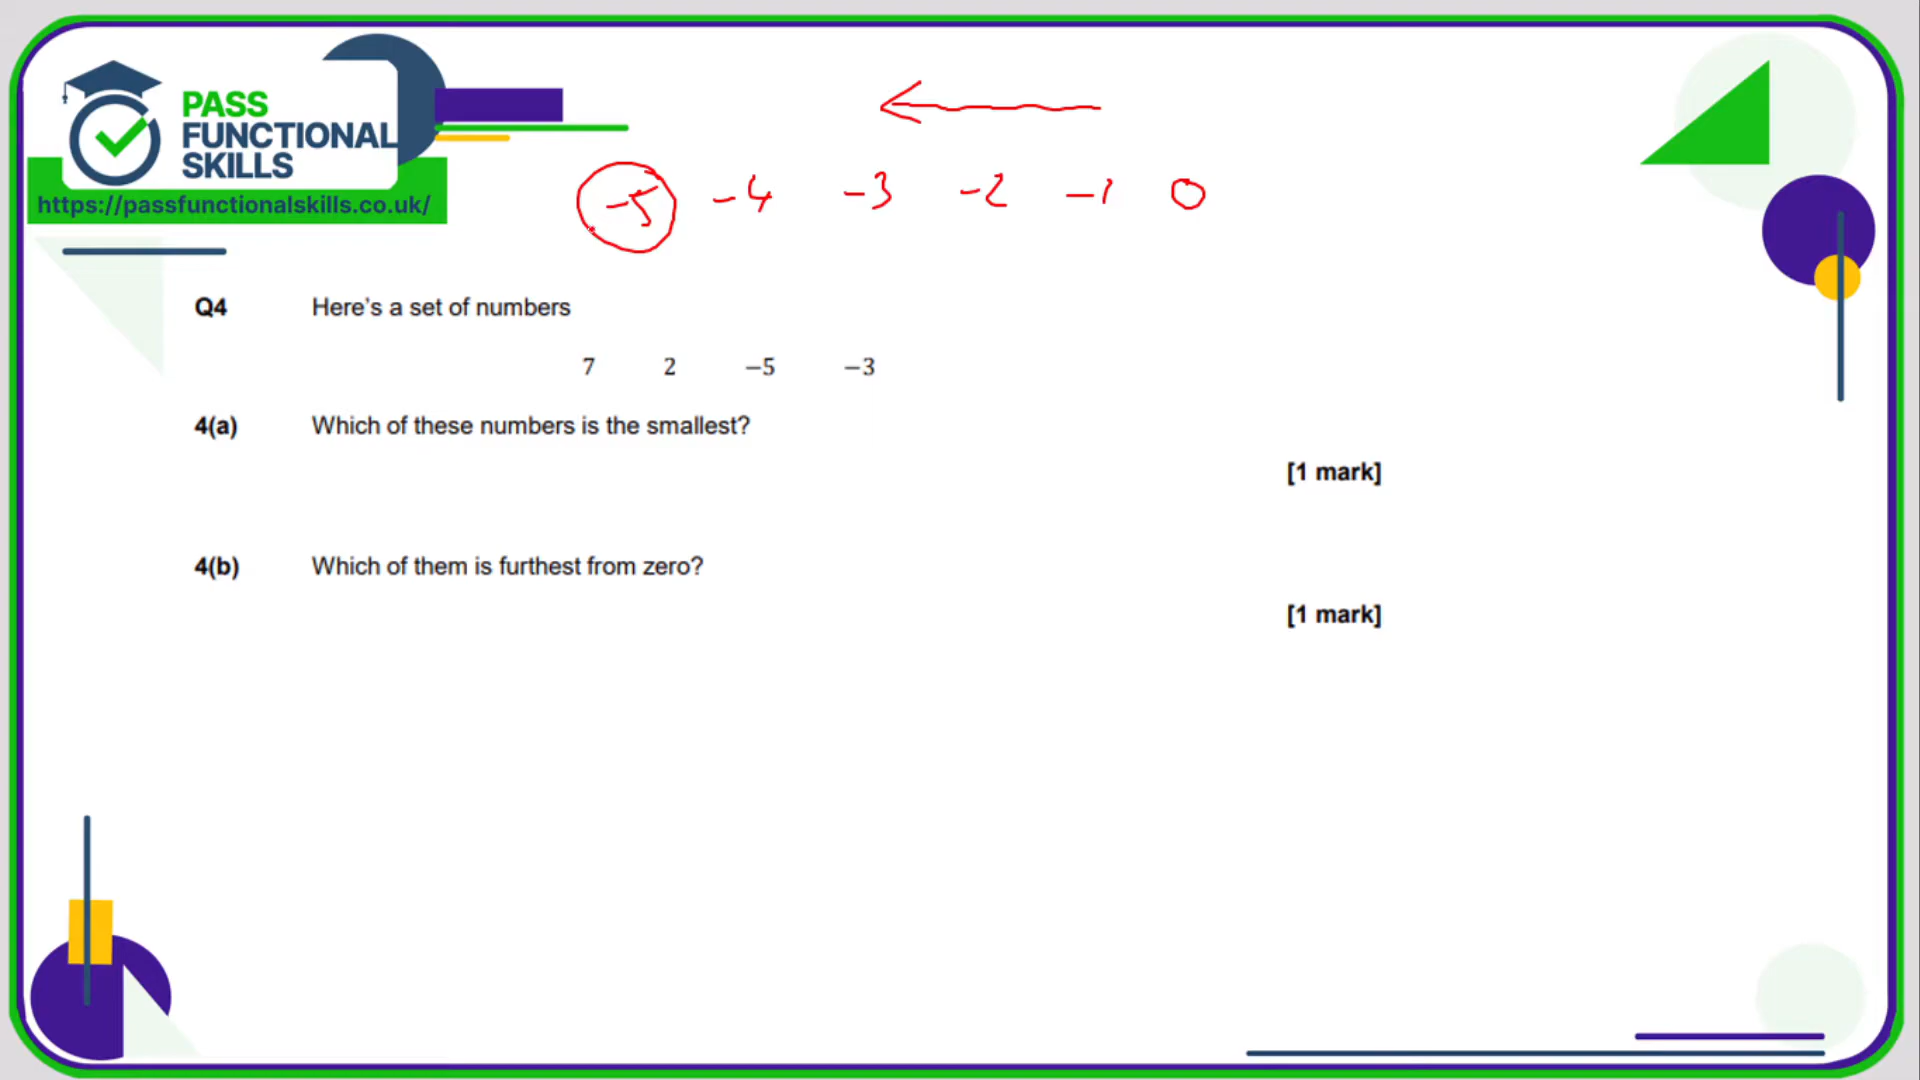 PASS
FUNCTIONAL
SKILLS
https://passfunctionalskills.co.uk/
-5 -4 -3 -2 -1 0
Q4 Here's a set of numbers
7 2 −5 −3
4(a) Which of these numbers is the smallest?
[1 mark]
4(b) Which of them is furthest from zero?
[1 mark]